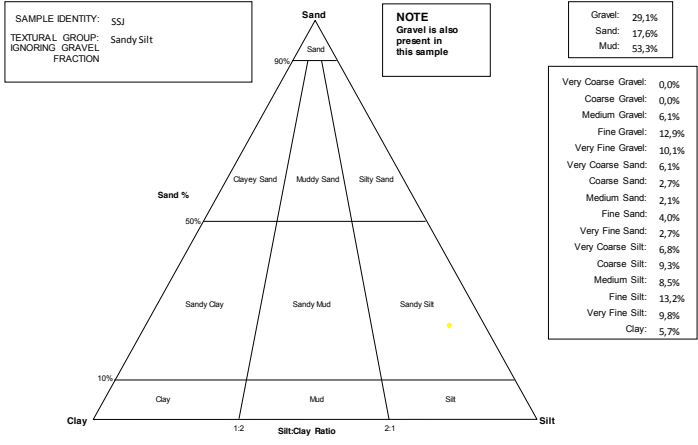 SAMPLE IDENTITY: SSJ
TEXTURAL GROUP: Sandy Silt
IGNORING GRAVEL
FRACTION
NOTE
Gravel is also
present in
this sample
Gravel: 29,1%
Sand: 17,6%
Mud: 53,3%
Very Coarse Gravel: 0,0%
Coarse Gravel: 0,0%
Medium Gravel: 6,1%
Fine Gravel: 12,9%
Very Fine Gravel: 10,1%
Very Coarse Sand: 6,1%
Coarse Sand: 2,7%
Medium Sand: 2,1%
Fine Sand: 4,0%
Very Fine Sand: 2,7%
Very Coarse Silt: 6,8%
Coarse Silt: 9,3%
Medium Silt: 8,5%
Fine Silt: 13,2%
Very Fine Silt: 9,8%
Clay: 5,7%
Sand
Sand
90%
Clayey Sand Muddy Sand Silty Sand
Sand %
50%
Sandy Clay Sandy Mud Sandy Silt
10%
Clay Mud Silt
Clay Silt
1:2 2:1
Silt:Clay Ratio